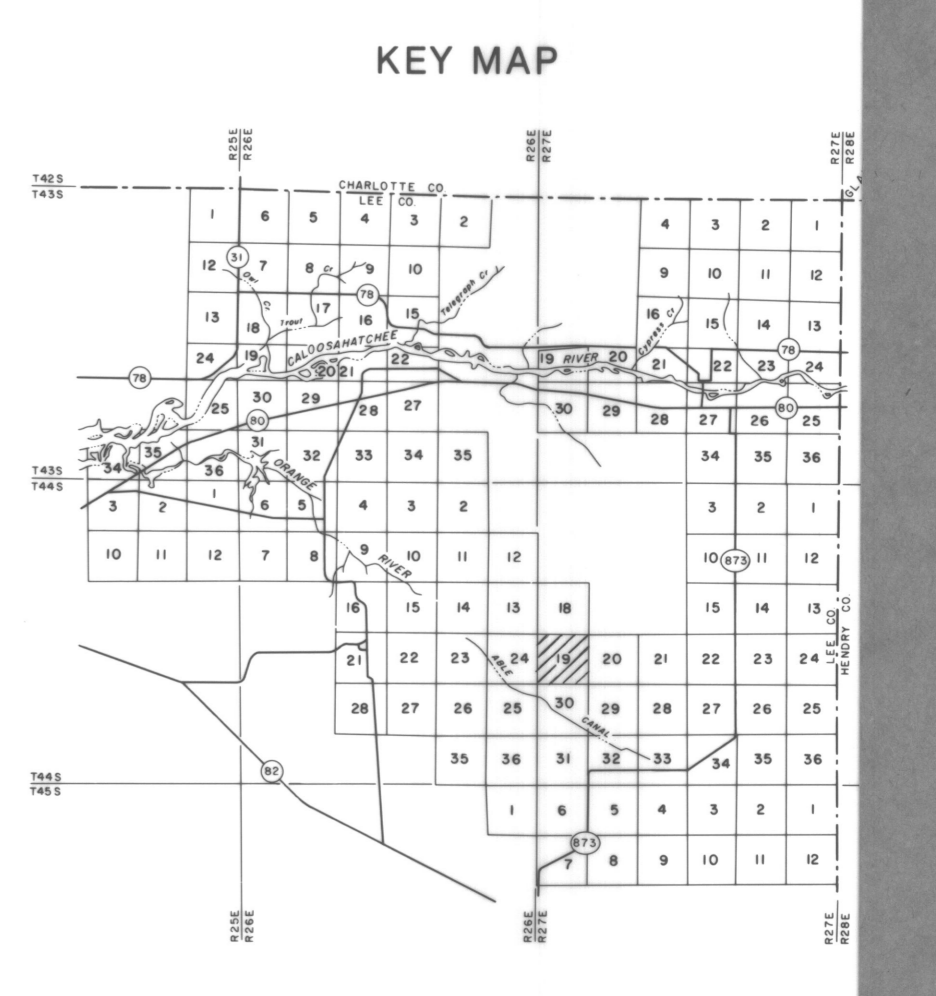 KEY MAP
R25E
R26E
R26E
R27E
R27E
R28E
T42S
T43S
CHARLOTTE CO.
LEE CO.
GLA
1 6 5 4 3 2 4 3 2 1
31
12 7 8 Cr 9 10 Telegraph Cr 9 10 11 12
Owl Cr
78
13 18 17 16 15 16 15 14 13
Trout
Cypress Cr
24 19 CALOOSAHATCHEE 22 19 RIVER 20 21 22 23 24
78
78
20 21
25 30 29 28 27 30 29 28 27 26 25
80
80
31
34 35 36 32 33 34 35 34 35 36
ORANGE
T43S
T44S
3 2 1 6 5 4 3 2 3 2 1
10 11 12 7 8 9 10 11 12 10 873 11 12
RIVER
16 15 14 13 18 15 14 13
LEE CO.
HENDRY CO.
21 22 23 24 19 20 21 22 23 24
ABLE
28 27 26 25 30 29 28 27 26 25
CANAL
35 36 31 32 33 34 35 36
82
T44S
T45S
1 6 5 4 3 2 1
873
7 8 9 10 11 12
R25E
R26E
R26E
R27E
R27E
R28E